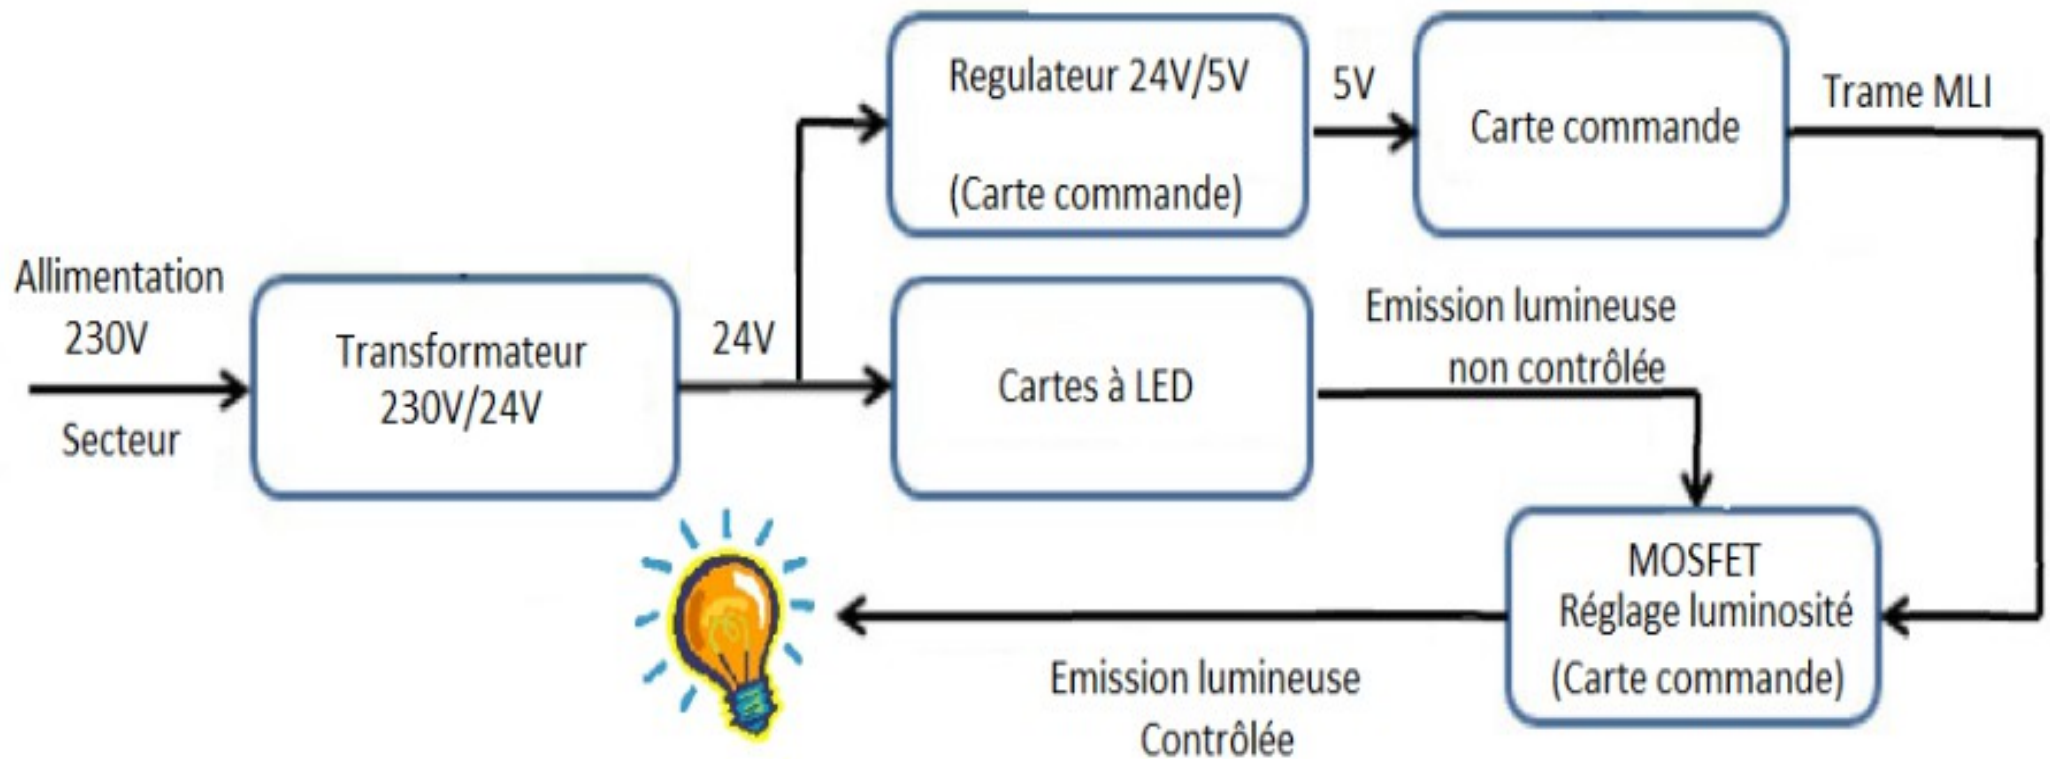 Regulateur 24V/5V
(Carte commande)
5V
Carte commande
Trame MLI
Allimentation
230V
Secteur
Transformateur
230V/24V
24V
Cartes à LED
Emission lumineuse
non contrôlée
MOSFET
Réglage luminosité
(Carte commande)
Emission lumineuse
Contrôlée